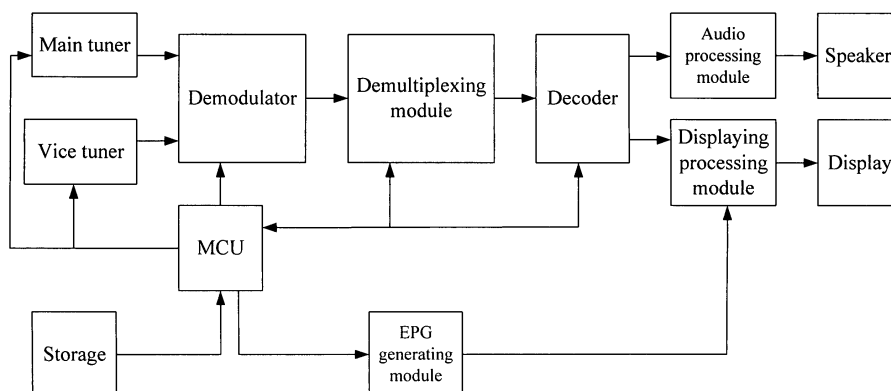 Main tuner
Vice tuner
Demodulator
Demultiplexing
module
Decoder
Audio
processing
module
Speaker
Displaying
processing
module
Display
MCU
Storage
EPG
generating
module